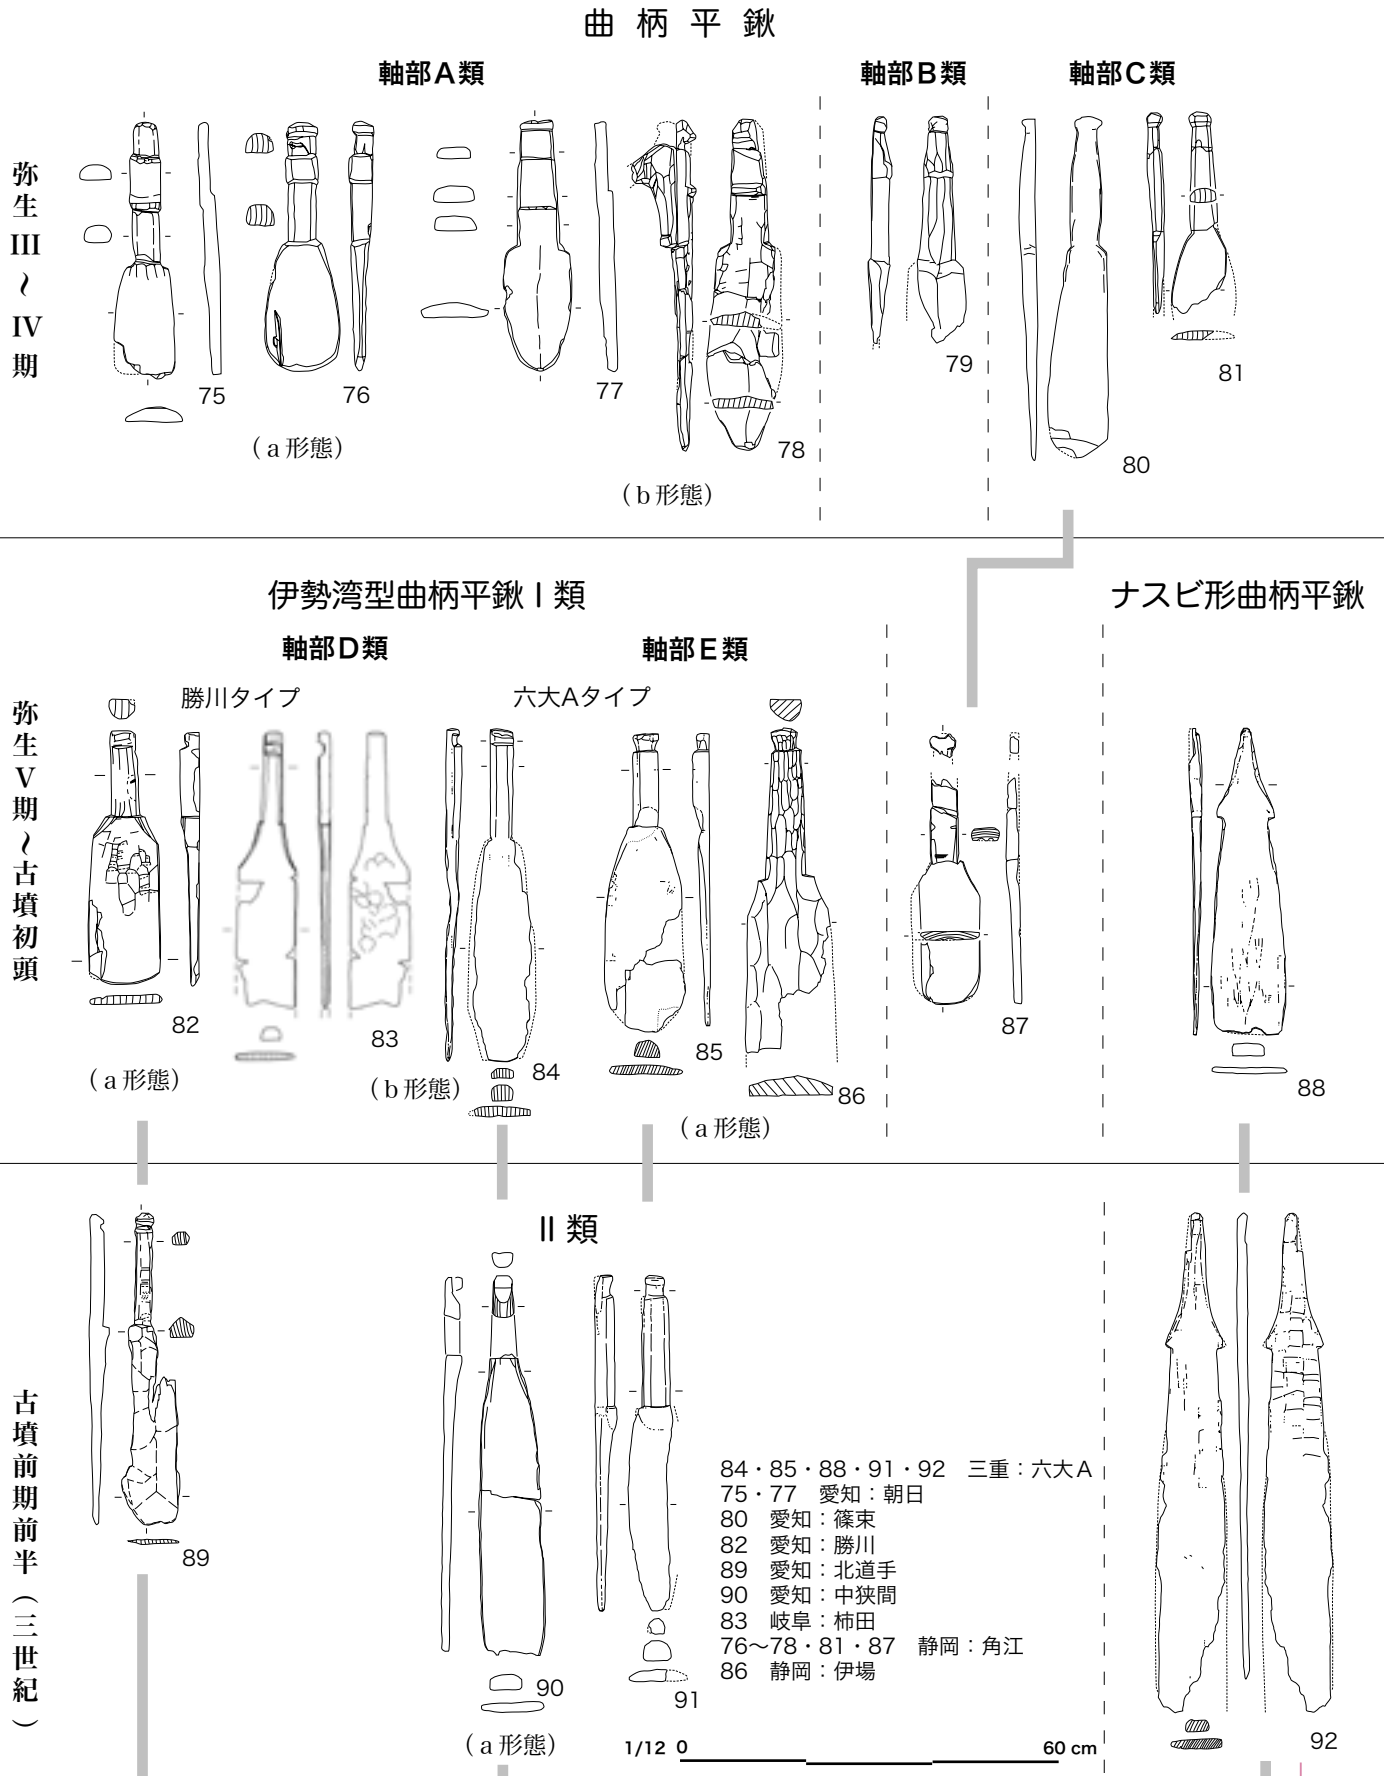 曲柄平鍬
軸部A類
軸部B類
軸部C類
弥生III～IV期
75
76
77
78
79
80
81
（a形態）
（b形態）
伊勢湾型曲柄平鍬Ⅰ類
ナスビ形曲柄平鍬
軸部D類
軸部E類
勝川タイプ
六大Aタイプ
弥生V期～古墳初頭
82
83
84
85
86
87
88
（a形態）
（b形態）
（a形態）
Ⅱ類
古墳前期前半（三世紀）
89
90
91
92
（a形態）
84・85・88・91・92　三重：六大A
75・77　愛知：朝日
80　愛知：篠束
82　愛知：勝川
89　愛知：北道手
90　愛知：中狭間
83　岐阜：柿田
76～78・81・87　静岡：角江
86　静岡：伊場
1/12 0 60 cm